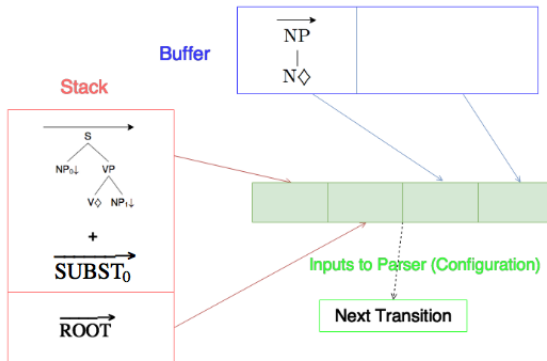 NP
N◇
Buffer
Stack
S
NP₀↓ VP
V◇ NP₁↓
+
SUBST₀
ROOT
Inputs to Parser (Configuration)
Next Transition